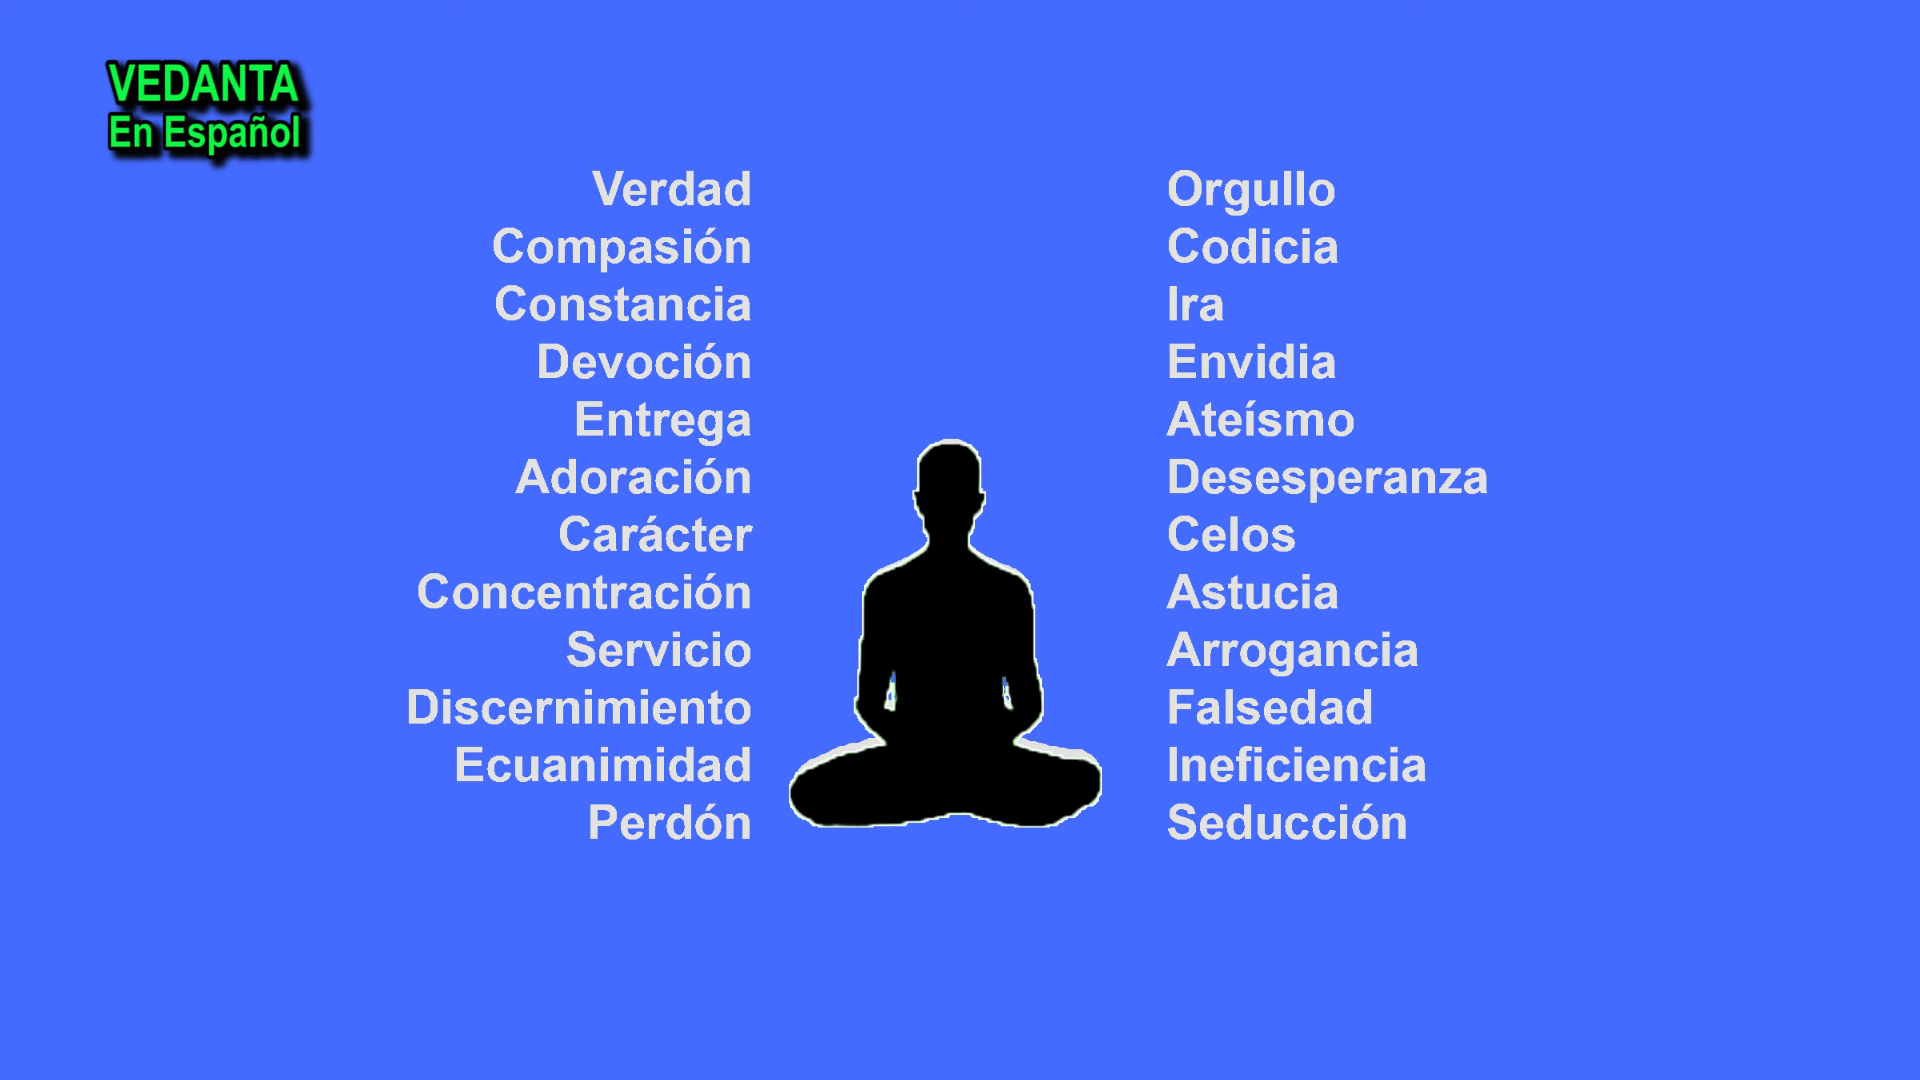 VEDANTA
En Español
Verdad
Compasión
Constancia
Devoción
Entrega
Adoración
Carácter
Concentración
Servicio
Discernimiento
Ecuanimidad
Perdón
Orgullo
Codicia
Ira
Envidia
Ateísmo
Desesperanza
Celos
Astucia
Arrogancia
Falsedad
Ineficiencia
Seducción